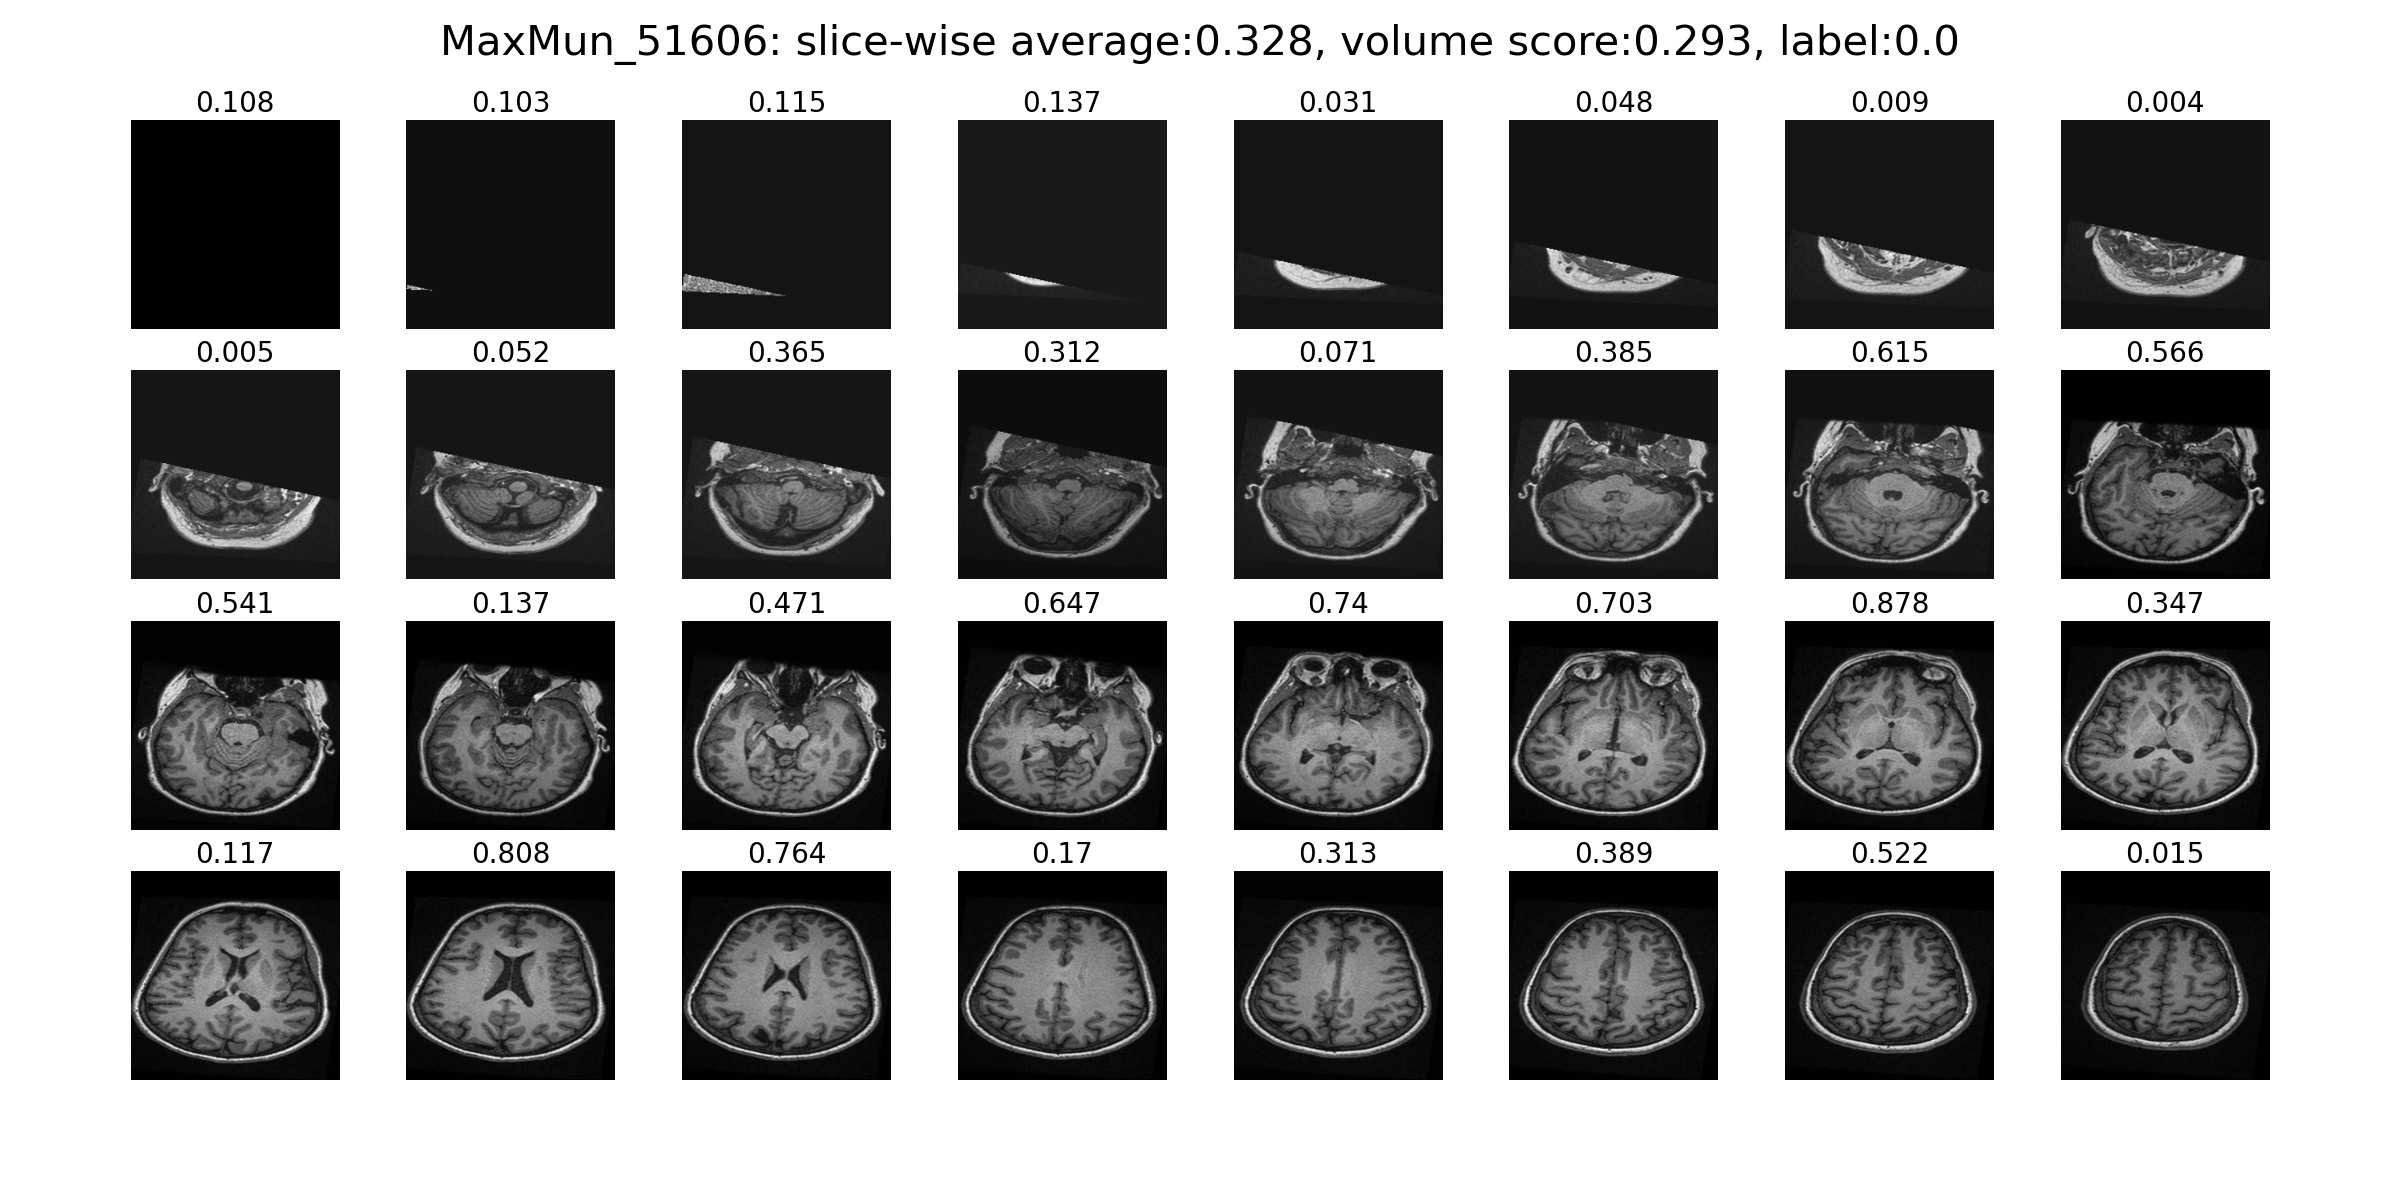 MaxMun_51606: slice-wise average:0.328, volume score:0.293, label:0.0
0.108 0.103 0.115 0.137 0.031 0.048 0.009 0.004
0.005 0.052 0.365 0.312 0.071 0.385 0.615 0.566
0.541 0.137 0.471 0.647 0.74 0.703 0.878 0.347
0.117 0.808 0.764 0.17 0.313 0.389 0.522 0.015